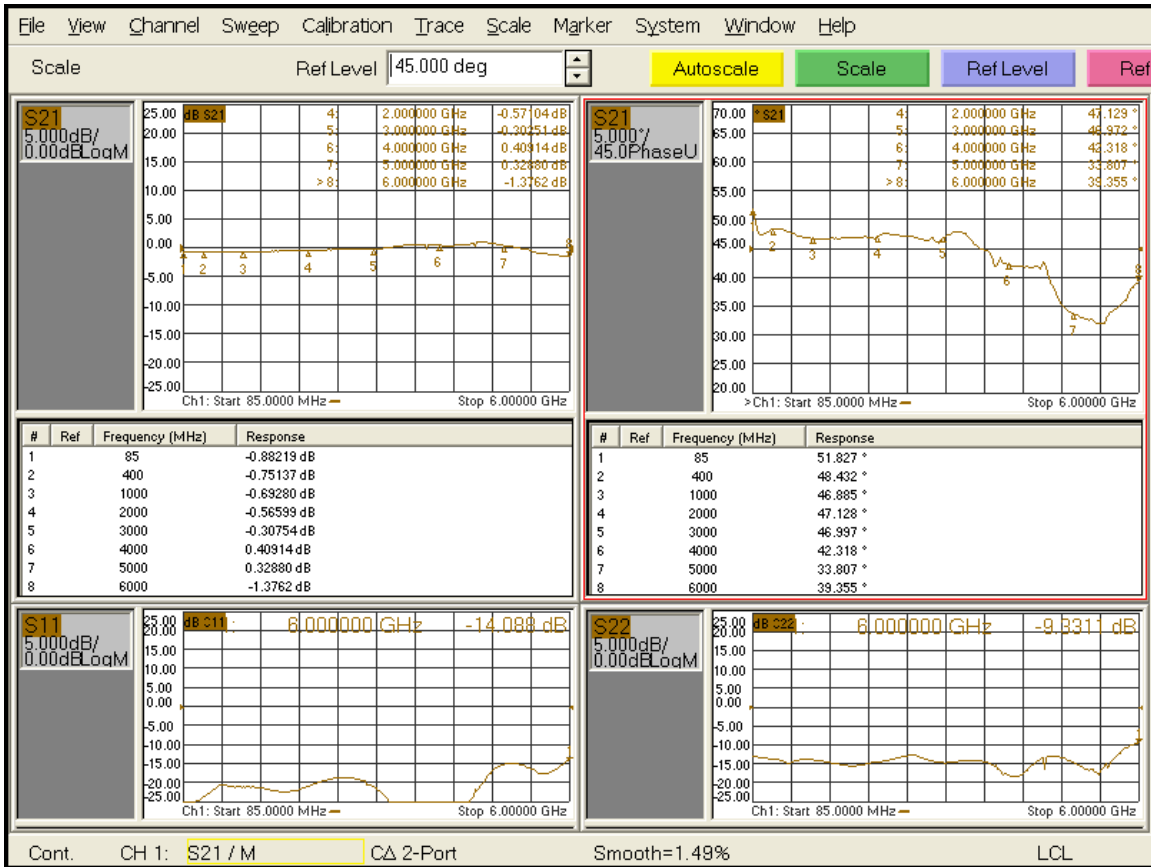 File View Channel Sweep Calibration Trace Scale Marker System Window Help
Scale Ref Level 45.000 deg Autoscale Scale Ref Level Ref
S21
5.000dB/
0.00dBLogM
25.00
20.00
15.00
10.00
5.00
0.00
-5.00
-10.00
-15.00
-20.00
-25.00
dB S21
4: 2.000000 GHz -0.57104 dB
5: 3.000000 GHz -0.30251 dB
6: 4.000000 GHz 0.40914 dB
7: 5.000000 GHz 0.32880 dB
>8: 6.000000 GHz -1.3762 dB
2 3 4 5 6 7 8
Ch1: Start 85.0000 MHz Stop 6.00000 GHz
S21
5.000°/
45.0PhaseU
70.00
65.00
60.00
55.00
50.00
45.00
40.00
35.00
30.00
25.00
20.00
° S21
4: 2.000000 GHz 47.129 °
5: 3.000000 GHz 46.972 °
6: 4.000000 GHz 42.318 °
7: 5.000000 GHz 33.807 °
>8: 6.000000 GHz 39.355 °
2 3 4 5 6 7 8
>Ch1: Start 85.0000 MHz Stop 6.00000 GHz
# Ref Frequency (MHz) Response
1 85 -0.88219 dB
2 400 -0.75137 dB
3 1000 -0.69280 dB
4 2000 -0.56599 dB
5 3000 -0.30754 dB
6 4000 0.40914 dB
7 5000 0.32880 dB
8 6000 -1.3762 dB
# Ref Frequency (MHz) Response
1 85 51.827 °
2 400 48.432 °
3 1000 46.885 °
4 2000 47.128 °
5 3000 46.997 °
6 4000 42.318 °
7 5000 33.807 °
8 6000 39.355 °
S11
5.000dB/
0.00dBLogM
25.00
20.00
15.00
10.00
5.00
0.00
-5.00
-10.00
-15.00
-20.00
-25.00
dB S11 : 6.000000 GHz -14.088 dB
Ch1: Start 85.0000 MHz Stop 6.00000 GHz
S22
5.000dB/
0.00dBLogM
25.00
20.00
15.00
10.00
5.00
0.00
-5.00
-10.00
-15.00
-20.00
-25.00
dB S22 : 6.000000 GHz -9.3311 dB
Ch1: Start 85.0000 MHz Stop 6.00000 GHz
Cont. CH 1: S21 / M CΔ 2-Port Smooth=1.49% LCL